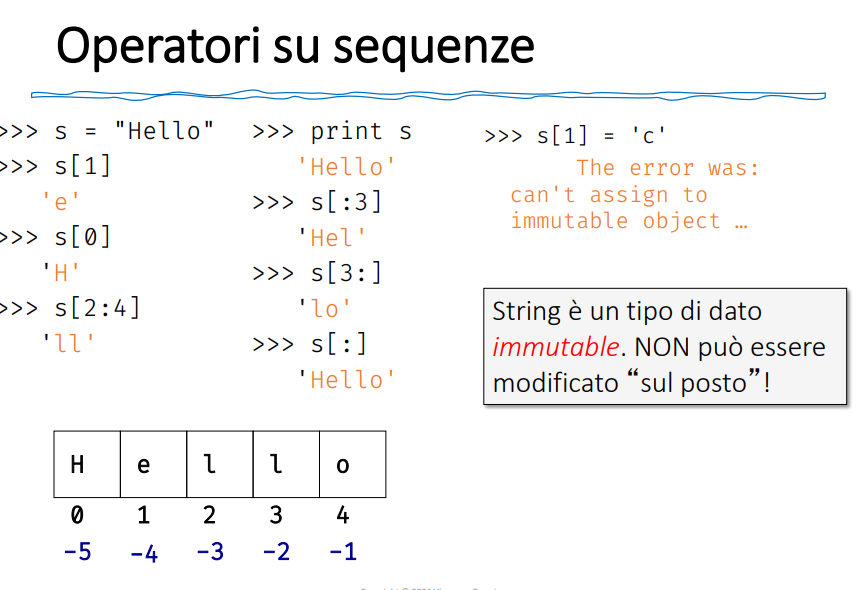 Operatori su sequenze
>>> s = "Hello"
>>> s[1]
'e'
>>> s[0]
'H'
>>> s[2:4]
'll'
>>> print s
'Hello'
>>> s[:3]
'Hel'
>>> s[3:]
'lo'
>>> s[:]
'Hello'
>>> s[1] = 'c'
The error was:
can't assign to
immutable object …
String è un tipo di dato
immutable. NON può essere
modificato “sul posto”!
H e l l o
0 1 2 3 4
-5 -4 -3 -2 -1